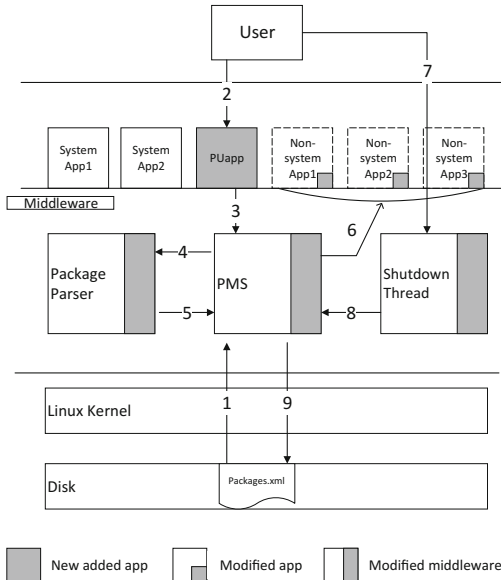 User
7
2
System
App1
System
App2
PUapp
Non-
system
App1
Non-
system
App2
Non-
system
App3
Middleware
3
6
4
Package
Parser
PMS
Shutdown
Thread
5
8
1
9
Linux Kernel
Disk
Packages.xml
New added app
Modified app
Modified middleware